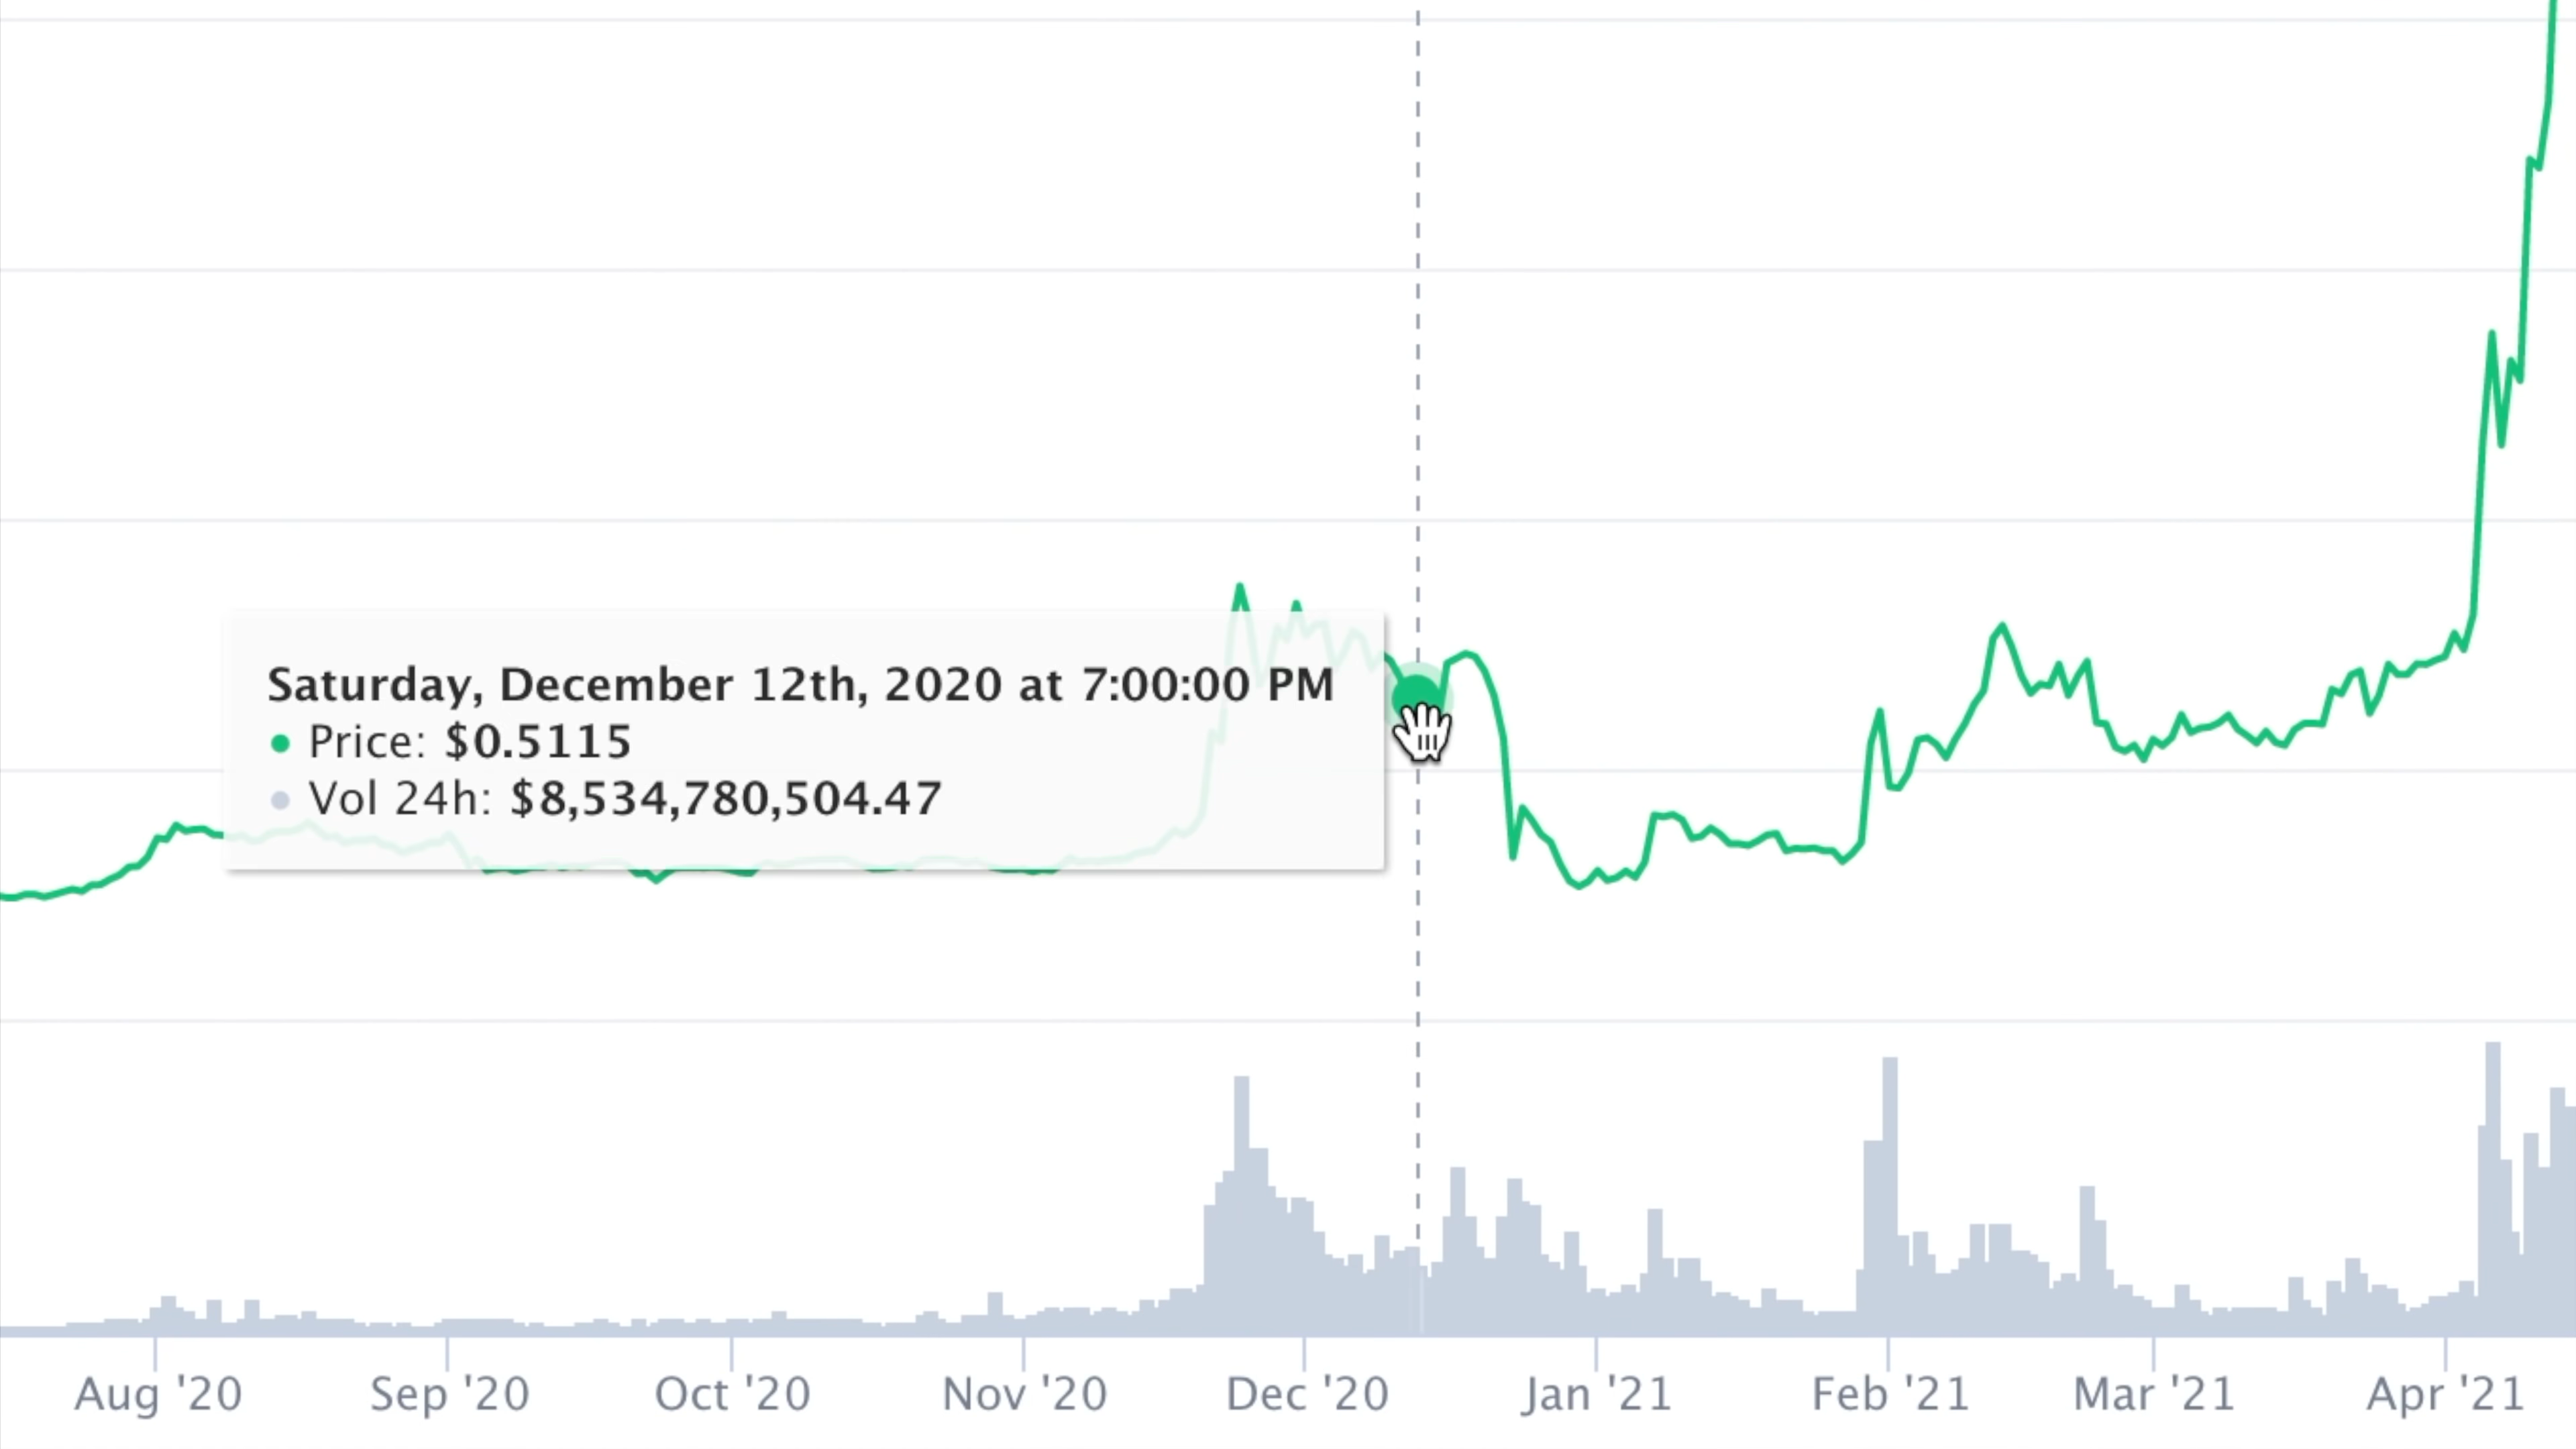 Saturday, December 12th, 2020 at 7:00:00 PM
Price: $0.5115
Vol 24h: $8,534,780,504.47
Aug '20 Sep '20 Oct '20 Nov '20 Dec '20 Jan '21 Feb '21 Mar '21 Apr '21